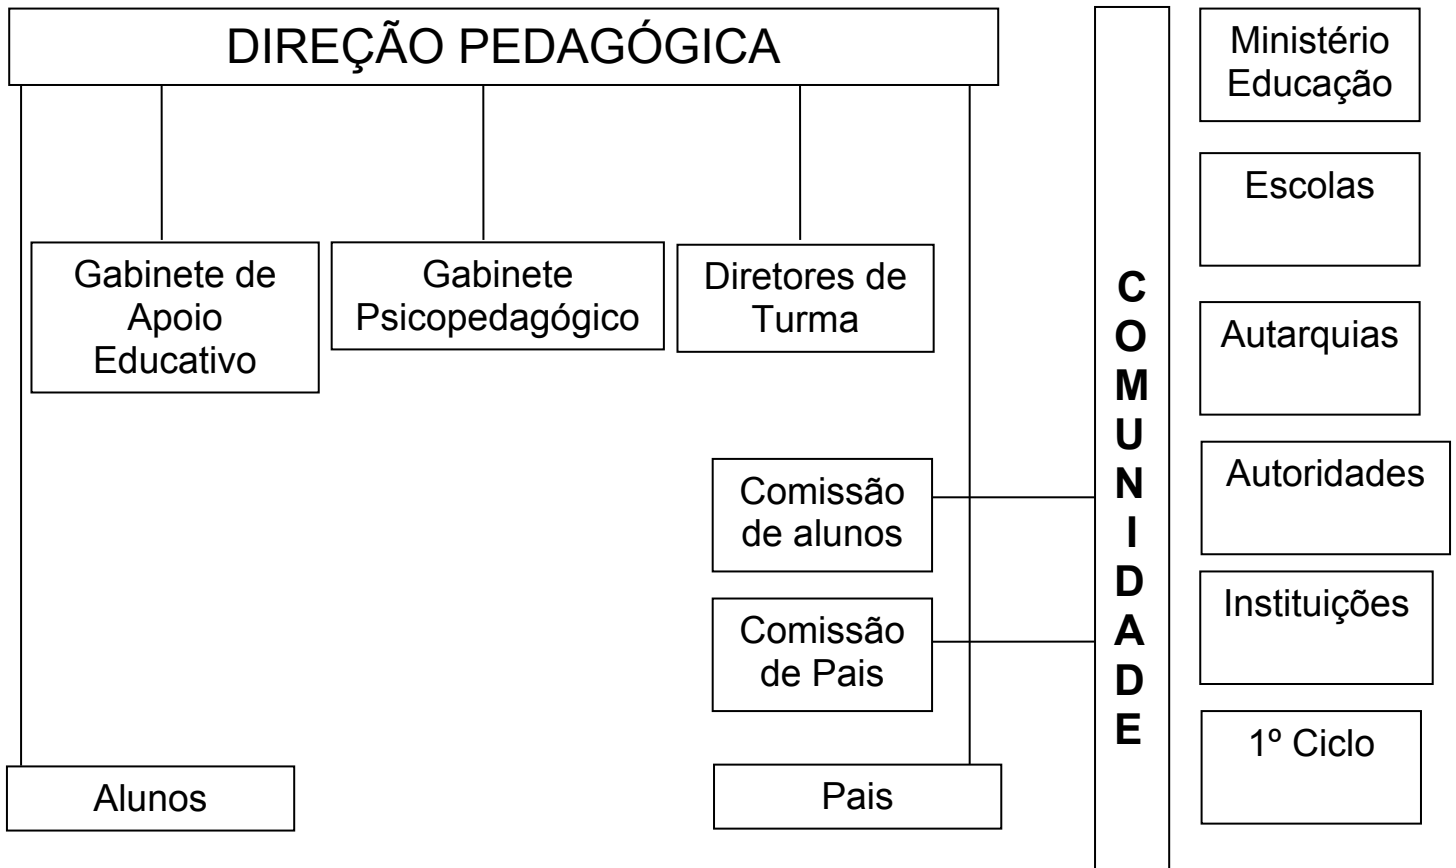 DIREÇÃO PEDAGÓGICA
Gabinete de
Apoio
Educativo
Gabinete
Psicopedagógico
Diretores de
Turma
Comissão
de alunos
Comissão
de Pais
Alunos
Pais
C
O
M
U
N
I
D
A
D
E
Ministério
Educação
Escolas
Autarquias
Autoridades
Instituições
1º Ciclo